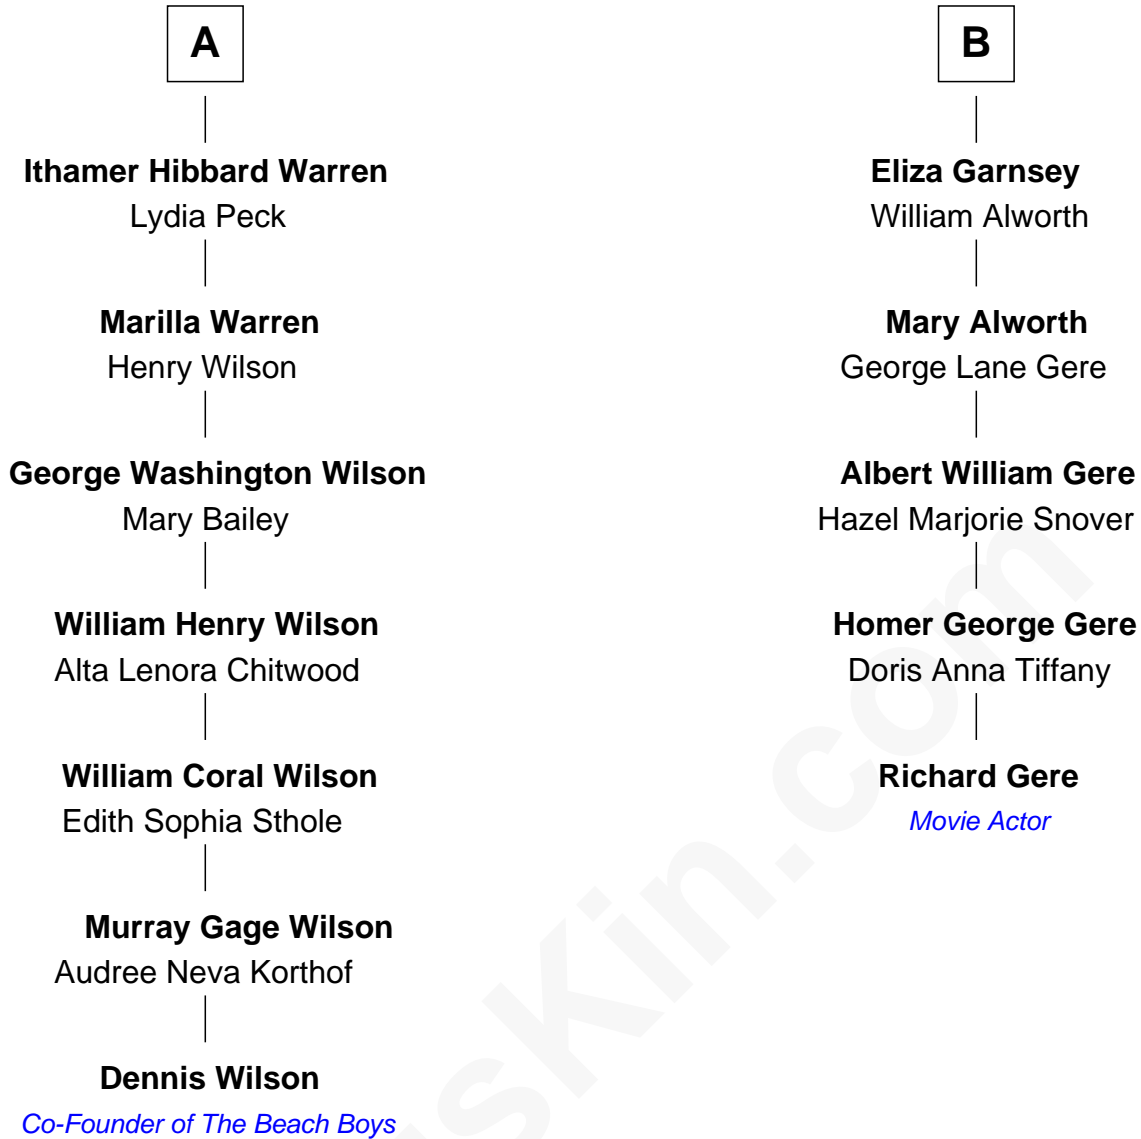 A
Ithamer Hibbard Warren
Lydia Peck
Marilla Warren
Henry Wilson
George Washington Wilson
Mary Bailey
William Henry Wilson
Alta Lenora Chitwood
William Coral Wilson
Edith Sophia Sthole
Murray Gage Wilson
Audree Neva Korthof
Dennis Wilson
Co-Founder of The Beach Boys
B
Eliza Garnsey
William Alworth
Mary Alworth
George Lane Gere
Albert William Gere
Hazel Marjorie Snover
Homer George Gere
Doris Anna Tiffany
Richard Gere
Movie Actor
sKin.com